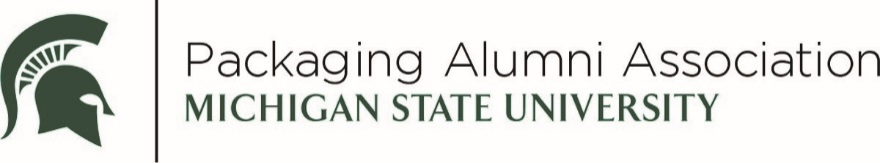 Packaging Alumni Association
MICHIGAN STATE UNIVERSITY